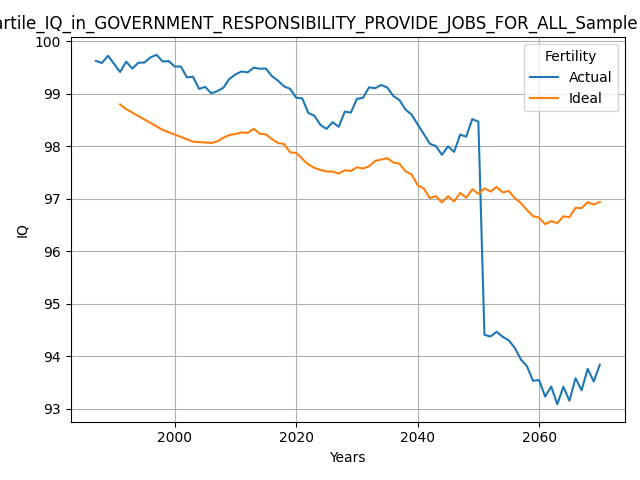 artile_IQ_in_GOVERNMENT_RESPONSIBILITY_PROVIDE_JOBS_FOR_ALL_Sample
Fertility
Actual
Ideal
100
99
98
97
96
95
94
93
IQ
2000
2020
2040
2060
Years